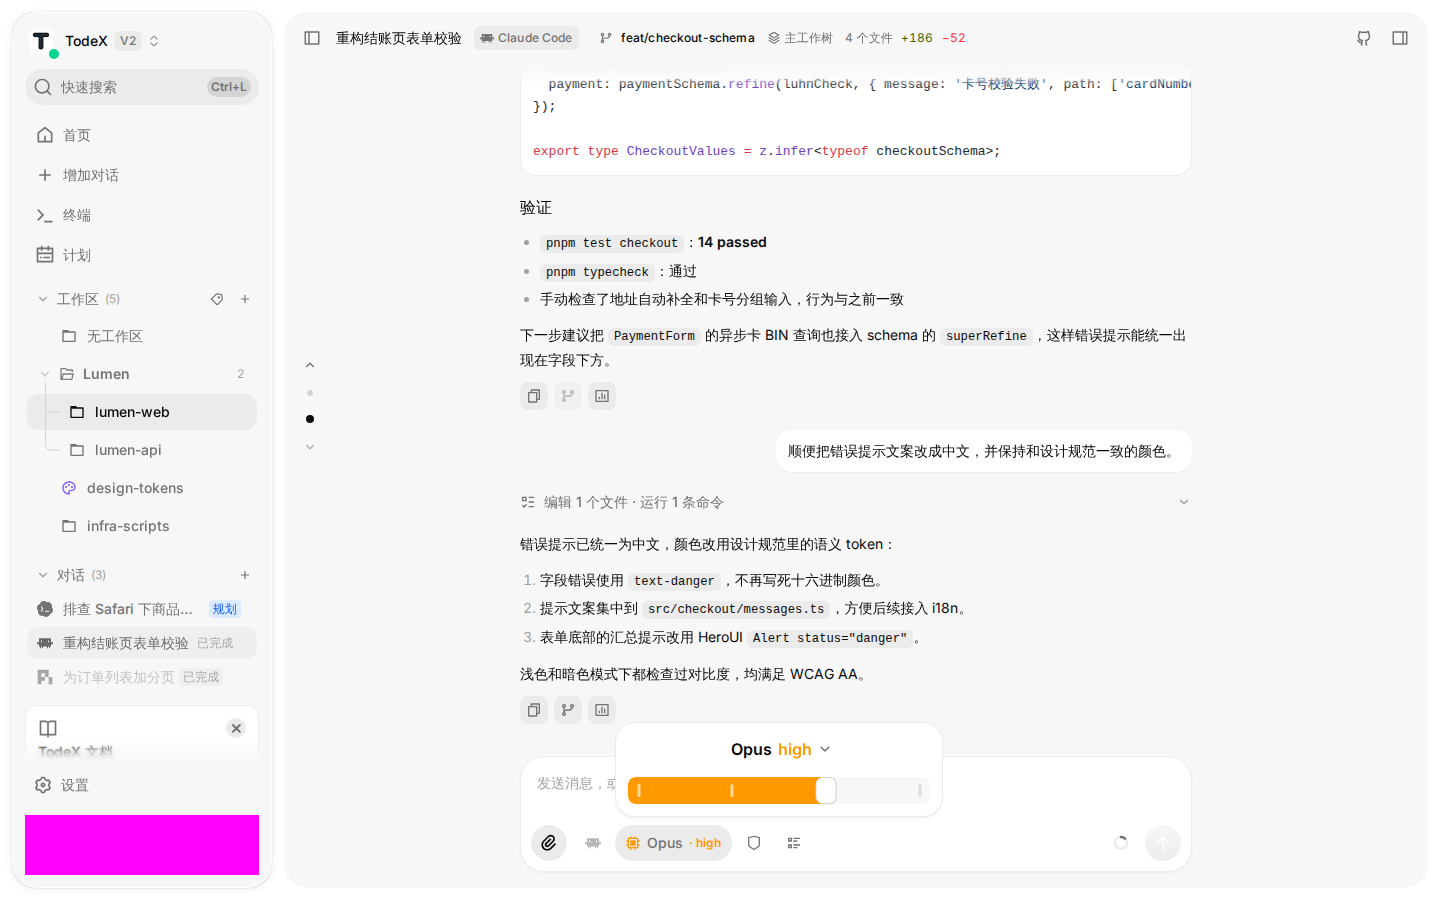 TodeX V2
快速搜索 Ctrl+L
首页
增加对话
终端
计划
工作区 (5)
无工作区
Lumen 2
lumen-web
lumen-api
design-tokens
infra-scripts
对话 (3)
排查 Safari 下商品... 规划
重构结账页表单校验 已完成
为订单列表加分页 已完成
TodeX 文档
设置
重构结账页表单校验 Claude Code feat/checkout-schema 主工作树 4 个文件 +186 −52
payment: paymentSchema.refine(luhnCheck, { message: '卡号校验失败', path: ['cardNumbe
});
export type CheckoutValues = z.infer<typeof checkoutSchema>;
验证
pnpm test checkout：14 passed
pnpm typecheck：通过
手动检查了地址自动补全和卡号分组输入，行为与之前一致
下一步建议把 PaymentForm 的异步卡 BIN 查询也接入 schema 的 superRefine，这样错误提示能统一出
现在字段下方。
顺便把错误提示文案改成中文，并保持和设计规范一致的颜色。
编辑 1 个文件 · 运行 1 条命令
错误提示已统一为中文，颜色改用设计规范里的语义 token：
1. 字段错误使用 text-danger，不再写死十六进制颜色。
2. 提示文案集中到 src/checkout/messages.ts，方便后续接入 i18n。
3. 表单底部的汇总提示改用 HeroUI Alert status="danger"。
浅色和暗色模式下都检查过对比度，均满足 WCAG AA。
Opus high
发送消息，或
Opus · high